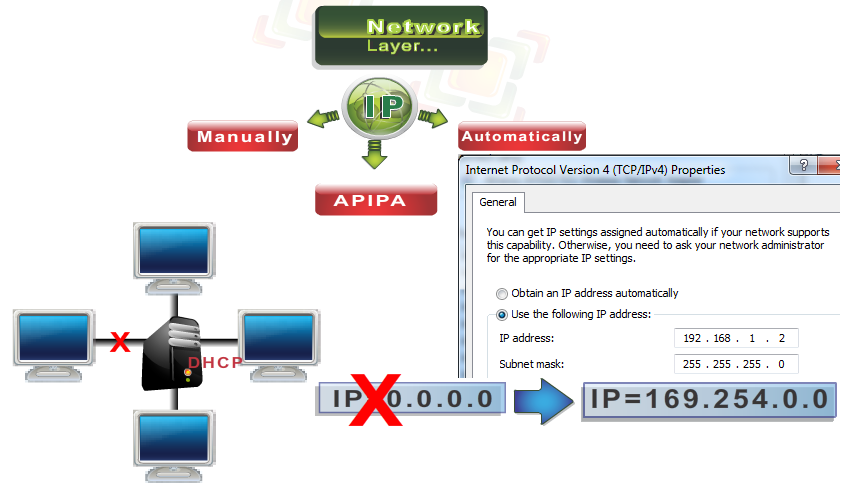 Network
Layer...
IP
Manually
Automatically
APIPA
Internet Protocol Version 4 (TCP/IPv4) Properties
?
General
You can get IP settings assigned automatically if your network supports
this capability. Otherwise, you need to ask your network administrator
for the appropriate IP settings.
Obtain an IP address automatically
Use the following IP address:
IP address:
192 . 168 . 1 . 2
Subnet mask:
255 . 255 . 255 . 0
X
DHCP
IP
X
0.0.0.0
IP=169.254.0.0